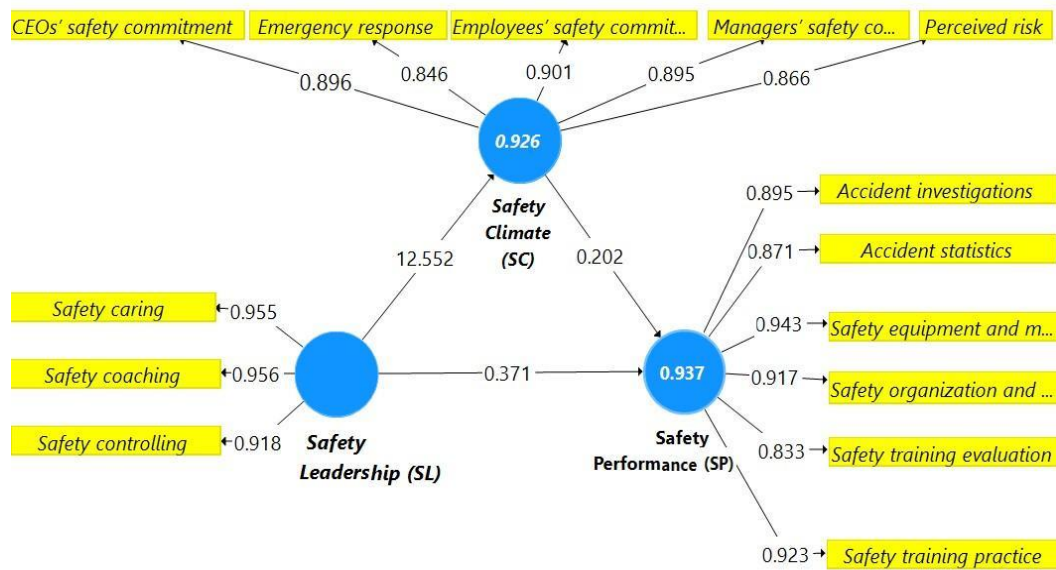 CEOs' safety commitment
Emergency response
Employees' safety commit...
Managers' safety co...
Perceived risk
0.896
0.846
0.901
0.895
0.866
0.926
Safety
Climate
(SC)
12.552
0.202
0.895
Accident investigations
0.871
Accident statistics
Safety caring
0.955
0.943
Safety equipment and m...
Safety coaching
0.956
0.371
0.937
0.917
Safety organization and ...
Safety controlling
0.918
Safety
Leadership (SL)
Safety
Performance (SP)
0.833
Safety training evaluation
0.923
Safety training practice